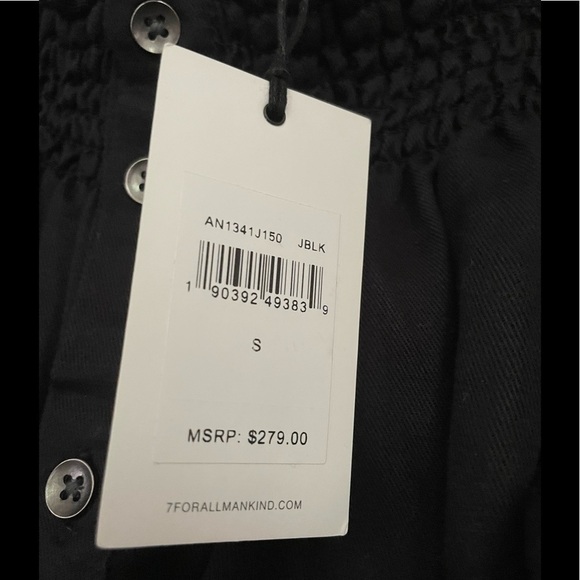 AN1341J150 JBLK
1 90392 49383 9
S
MSRP: $279.00
7FORALLMANKIND.COM